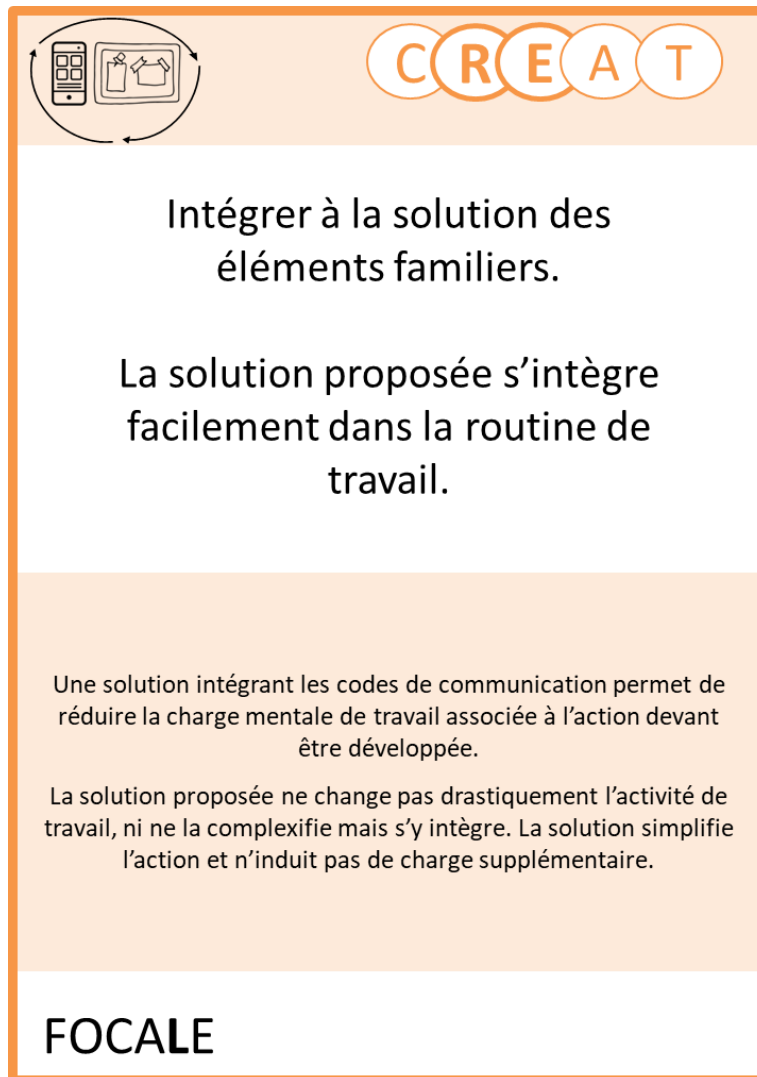 CREAT
Intégrer à la solution des
éléments familiers.
La solution proposée s’intègre
facilement dans la routine de
travail.
Une solution intégrant les codes de communication permet de
réduire la charge mentale de travail associée à l’action devant
être développée.
La solution proposée ne change pas drastiquement l’activité de
travail, ni ne la complexifie mais s’y intègre. La solution simplifie
l’action et n’induit pas de charge supplémentaire.
FOCALE